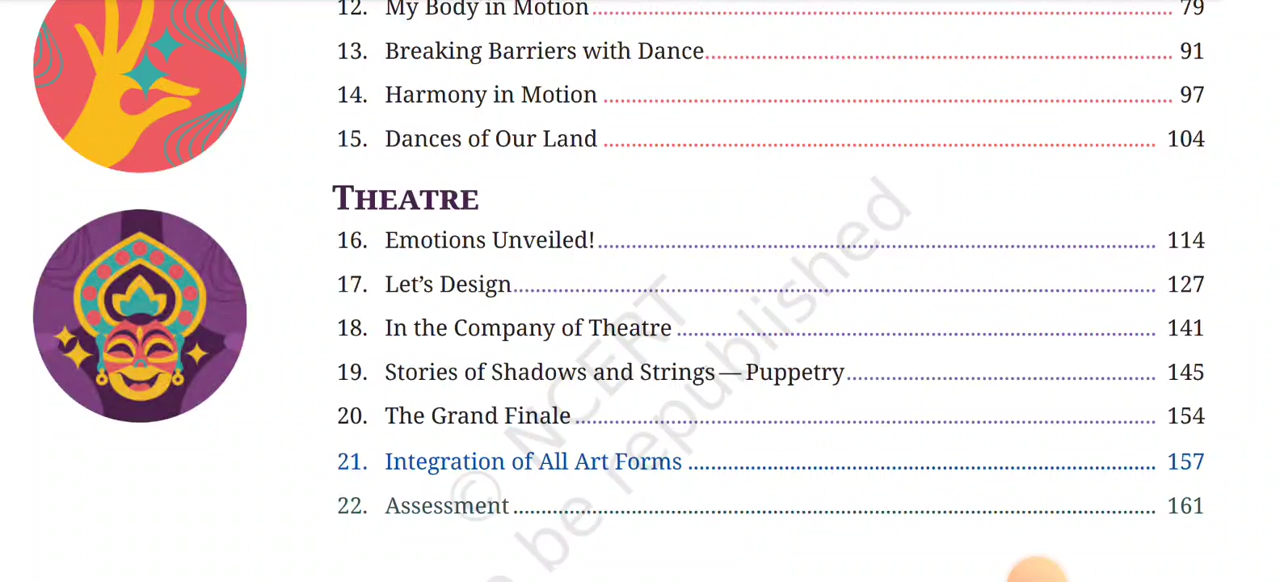 12. My Body in Motion 79
13. Breaking Barriers with Dance 91
14. Harmony in Motion 97
15. Dances of Our Land 104
THEATRE
16. Emotions Unveiled! 114
17. Let’s Design 127
18. In the Company of Theatre 141
19. Stories of Shadows and Strings — Puppetry 145
20. The Grand Finale 154
21. Integration of All Art Forms 157
22. Assessment 161
© NCERT
be republished